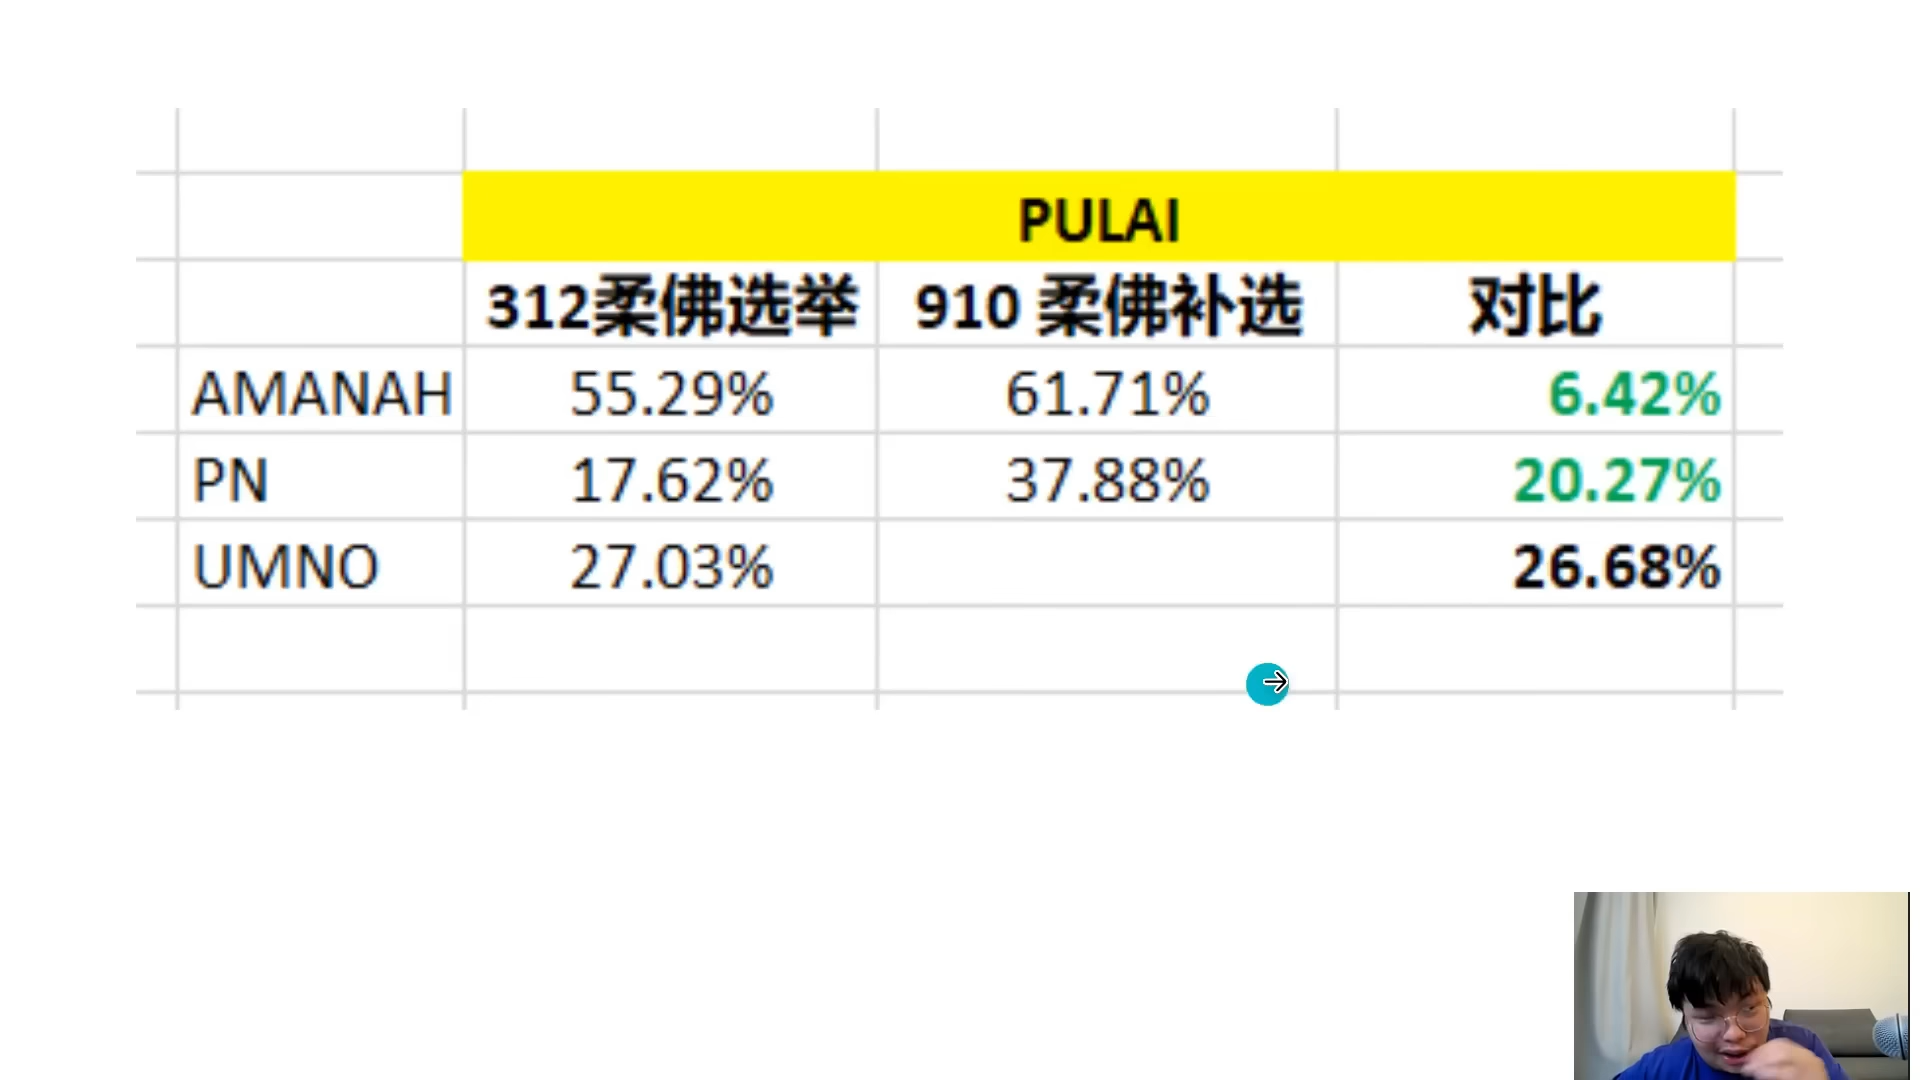 PULAI
312柔佛选举 910 柔佛补选 对比
AMANAH 55.29% 61.71% 6.42%
PN 17.62% 37.88% 20.27%
UMNO 27.03% 26.68%